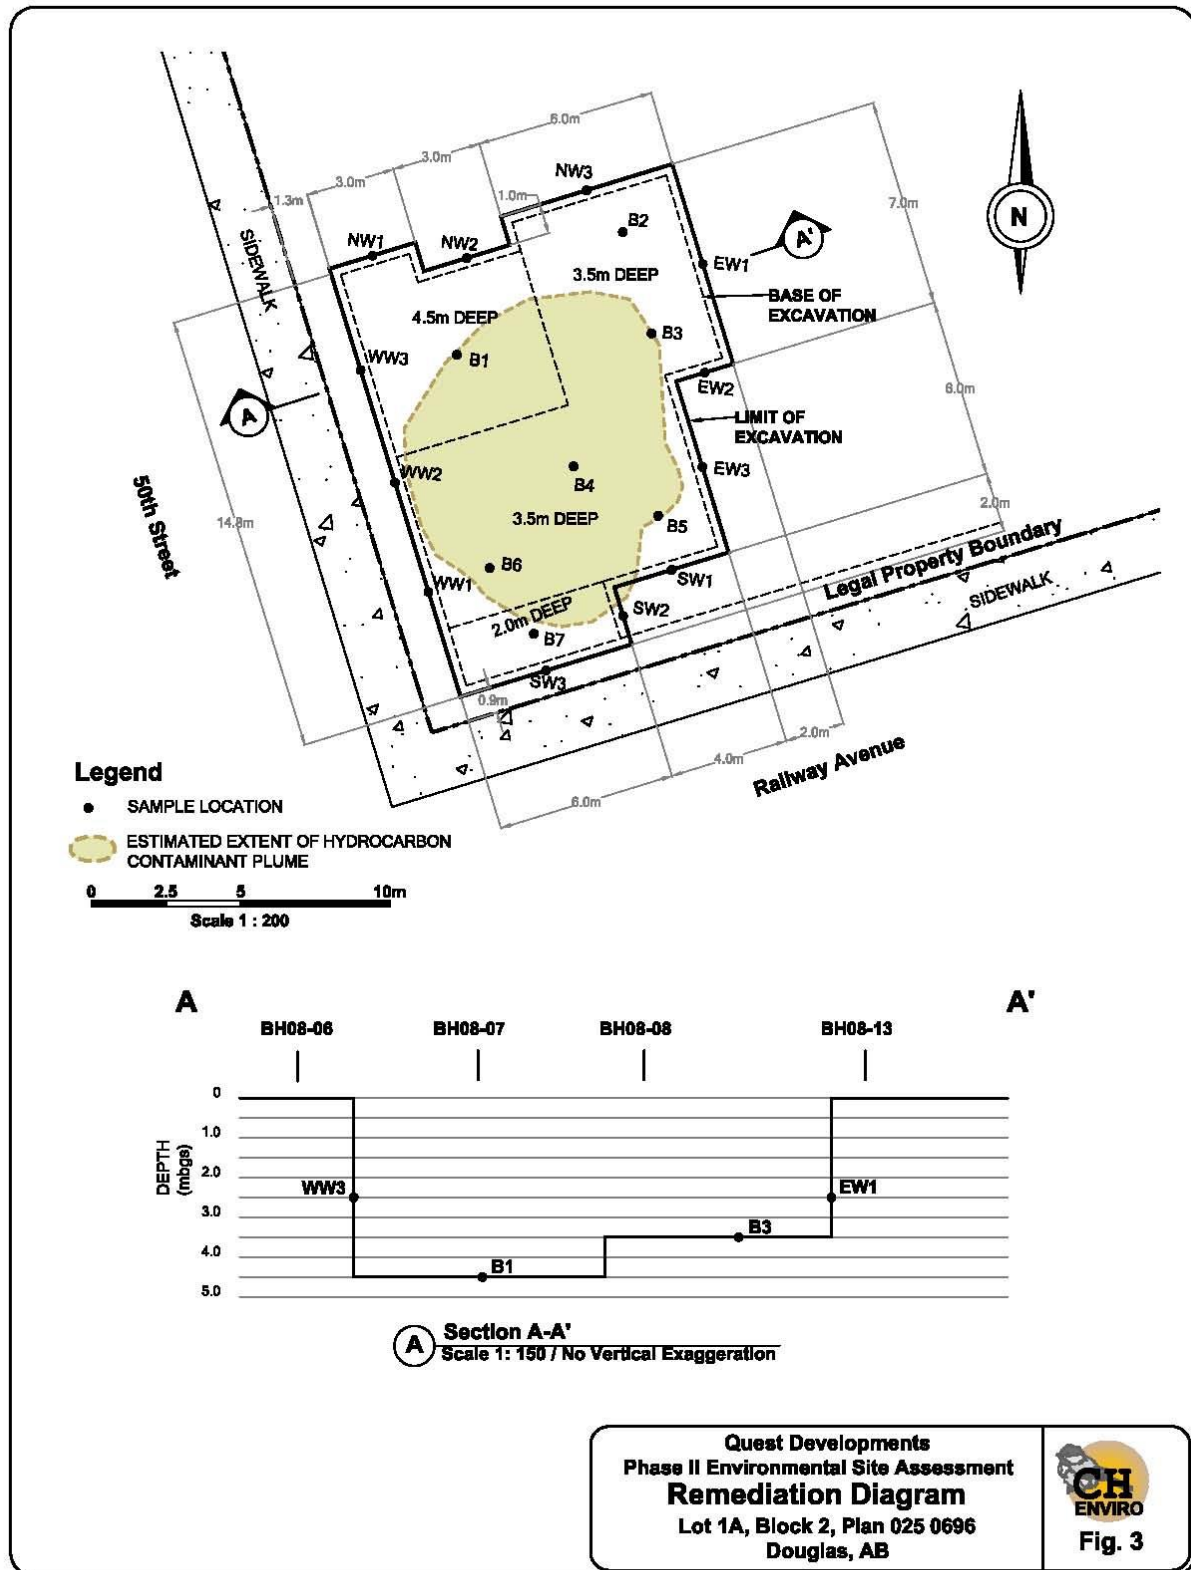 6.0m
3.0m
3.0m
1.3m
NW3
1.0m
7.0m
N
SIDEWALK
NW1
NW2
B2
A'
EW1
3.5m DEEP
BASE OF
EXCAVATION
4.5m DEEP
B3
WW3
B1
EW2
A
LIMIT OF
EXCAVATION
6.0m
WW2
B4
EW3
50th Street
14.8m
3.5m DEEP
B5
2.0m
Legal Property Boundary
B6
SW1
SIDEWALK
WW1
2.0m DEEP
SW2
B7
SW3
0.9m
2.0m
4.0m
Railway Avenue
6.0m
Legend
SAMPLE LOCATION
ESTIMATED EXTENT OF HYDROCARBON
CONTAMINANT PLUME
0 2.5 5 10m
Scale 1 : 200
A A'
BH08-06 BH08-07 BH08-08 BH08-13
0
1.0
2.0
3.0
4.0
5.0
DEPTH
(mbgs)
WW3
EW1
B3
B1
A
Section A-A'
Scale 1: 150 / No Vertical Exaggeration
Quest Developments
Phase II Environmental Site Assessment
Remediation Diagram
Lot 1A, Block 2, Plan 025 0696
Douglas, AB
CH
ENVIRO
Fig. 3